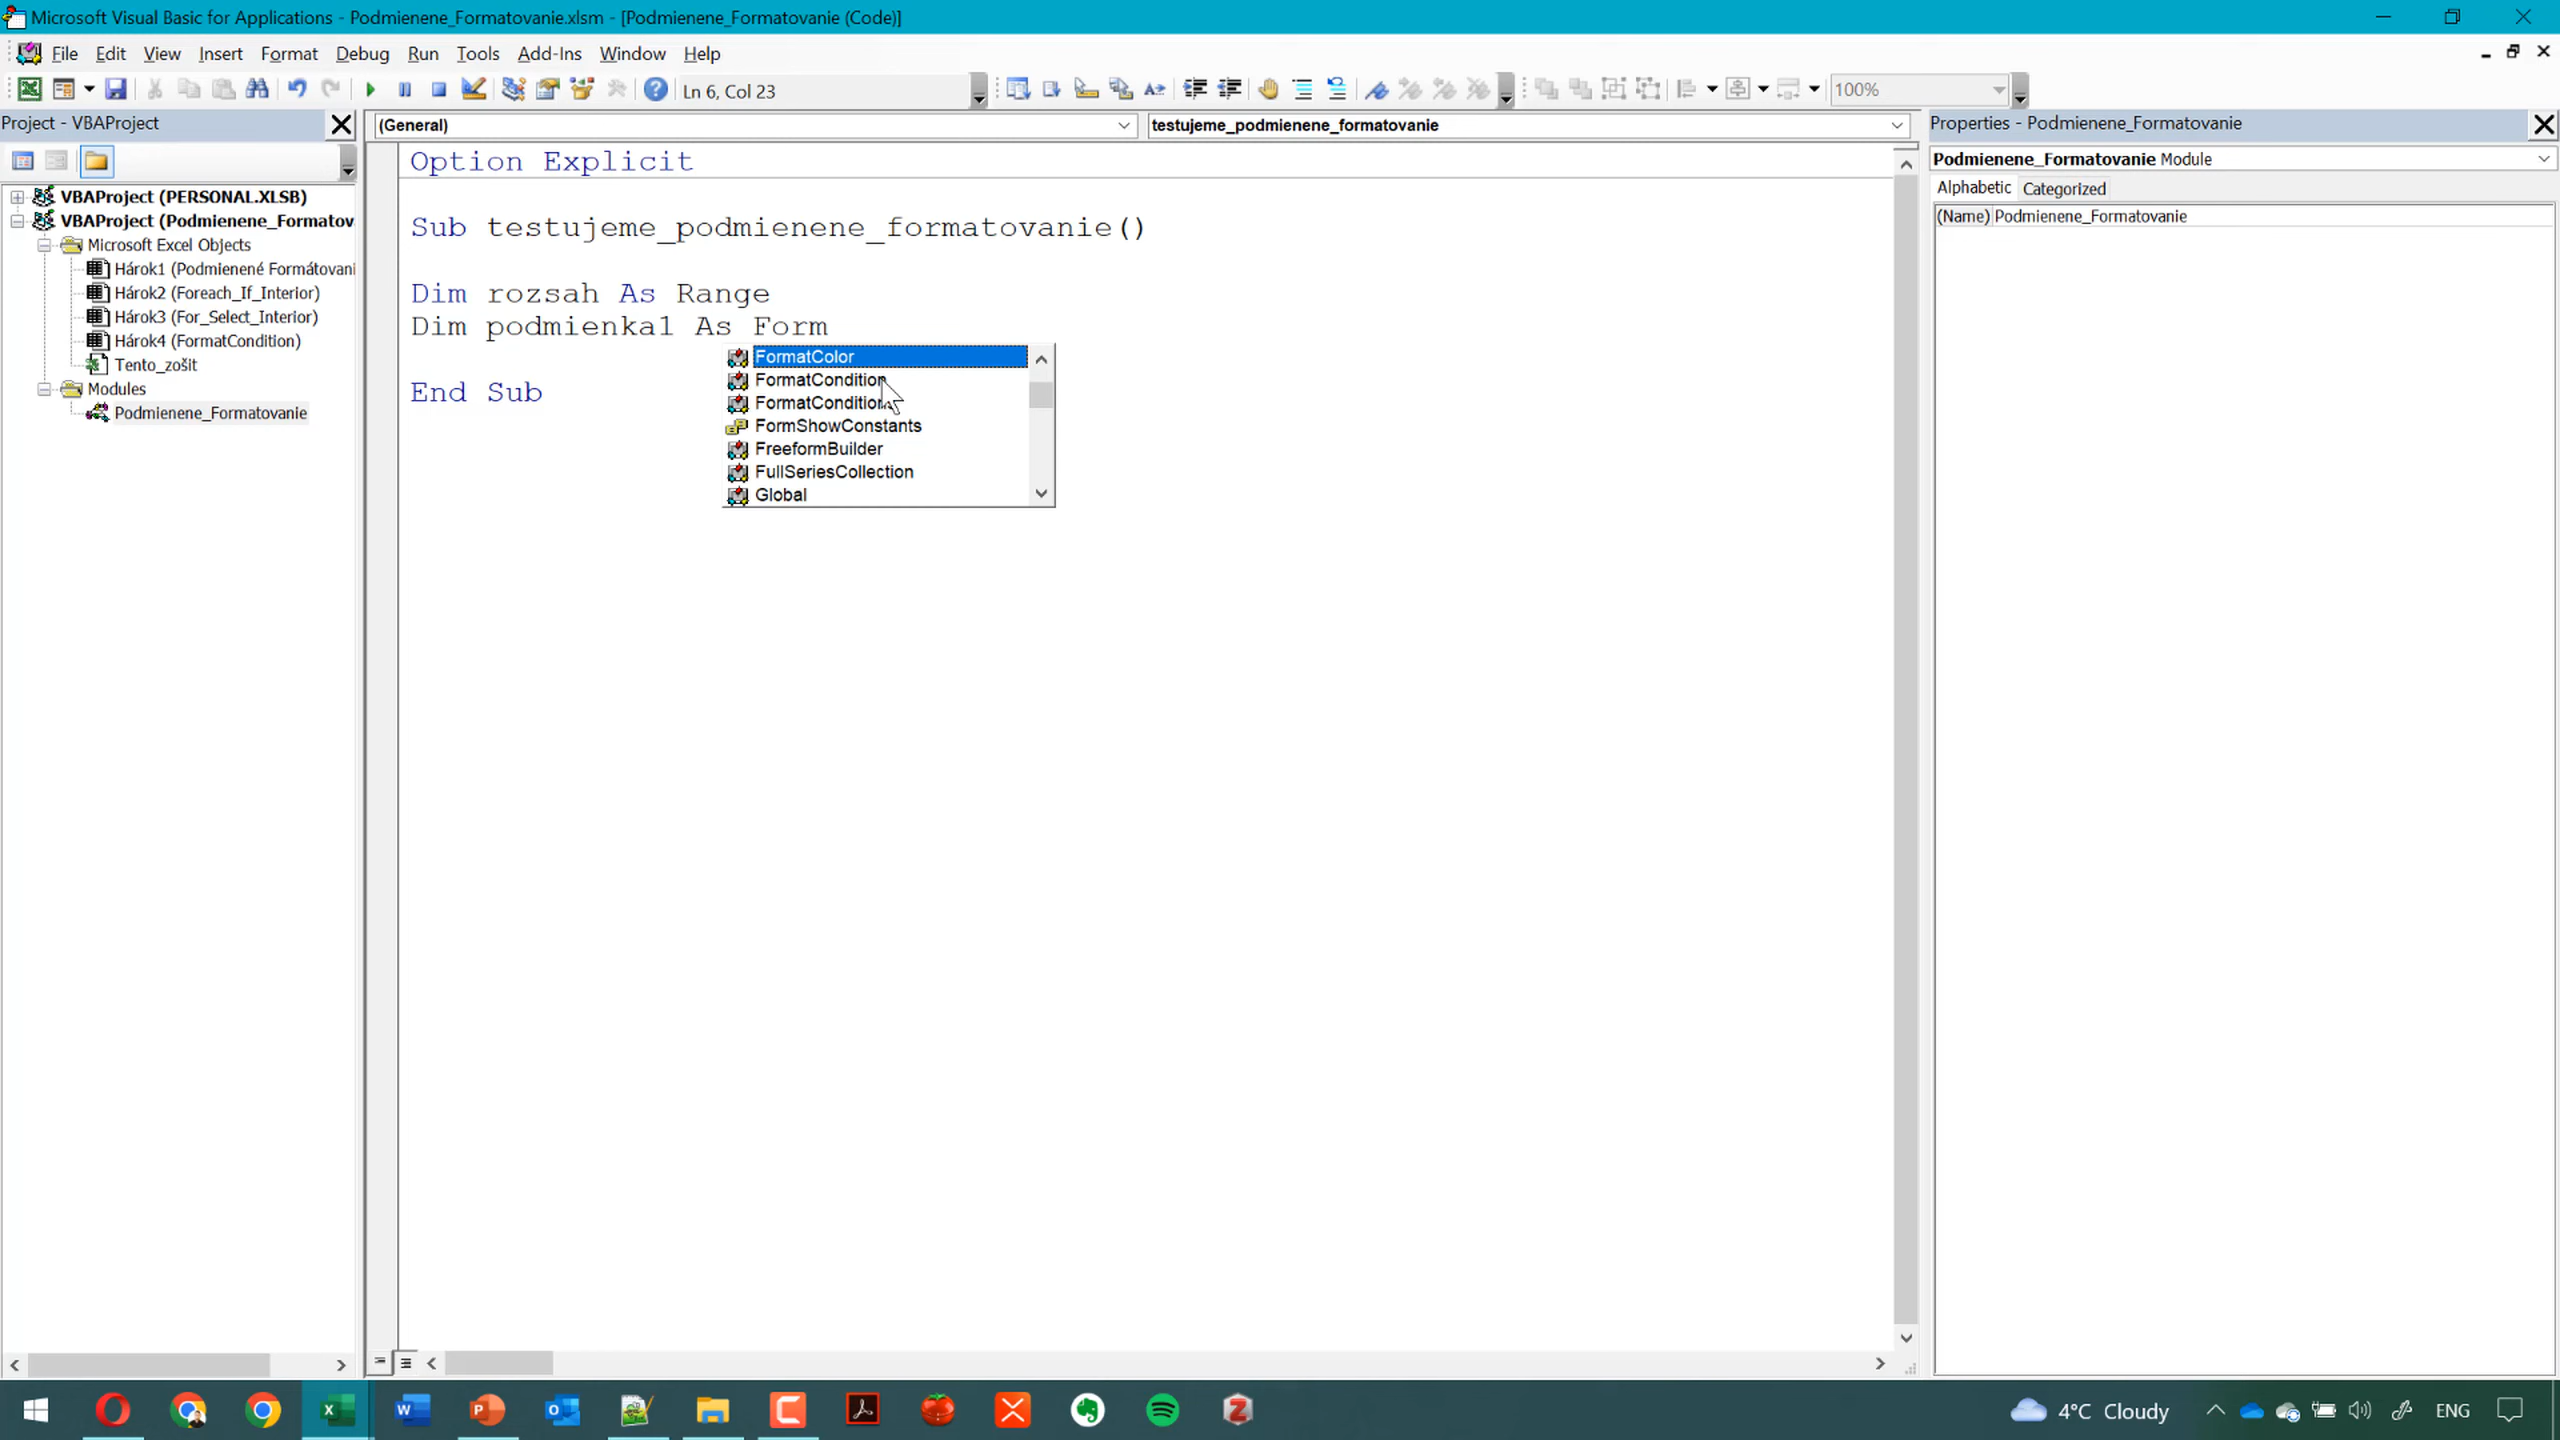 Microsoft Visual Basic for Applications - Podmienene_Formatovanie.xlsm - [Podmienene_Formatovanie (Code)]
File Edit View Insert Format Debug Run Tools Add-Ins Window Help
Ln 6, Col 23
100%
Project - VBAProject
(General)
testujeme_podmienene_formatovanie
Properties - Podmienene_Formatovanie
Podmienene_Formatovanie Module
Alphabetic Categorized
(Name) Podmienene_Formatovanie
VBAProject (PERSONAL.XLSB)
VBAProject (Podmienene_Formatov
Microsoft Excel Objects
Hárok1 (Podmienené Formátovani
Hárok2 (Foreach_If_Interior)
Hárok3 (For_Select_Interior)
Hárok4 (FormatCondition)
Tento_zošit
Modules
Podmienene_Formatovanie
Option Explicit
Sub testujeme_podmienene_formatovanie()
Dim rozsah As Range
Dim podmienka1 As Form
FormatColor
FormatCondition
FormatCondition
FormShowConstants
FreeformBuilder
FullSeriesCollection
Global
End Sub
4°C Cloudy
ENG